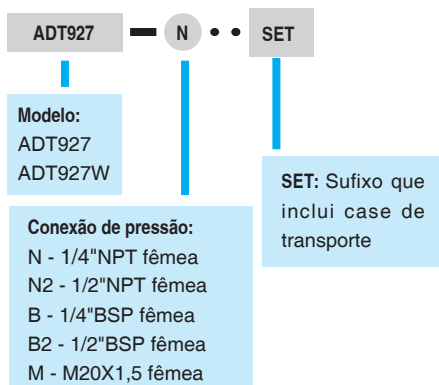 ADT927 — N • • SET
Modelo:
ADT927
ADT927W
SET: Sufixo que
inclui case de
transporte
Conexão de pressão:
N - 1/4"NPT fêmea
N2 - 1/2"NPT fêmea
B - 1/4"BSP fêmea
B2 - 1/2"BSP fêmea
M - M20X1,5 fêmea